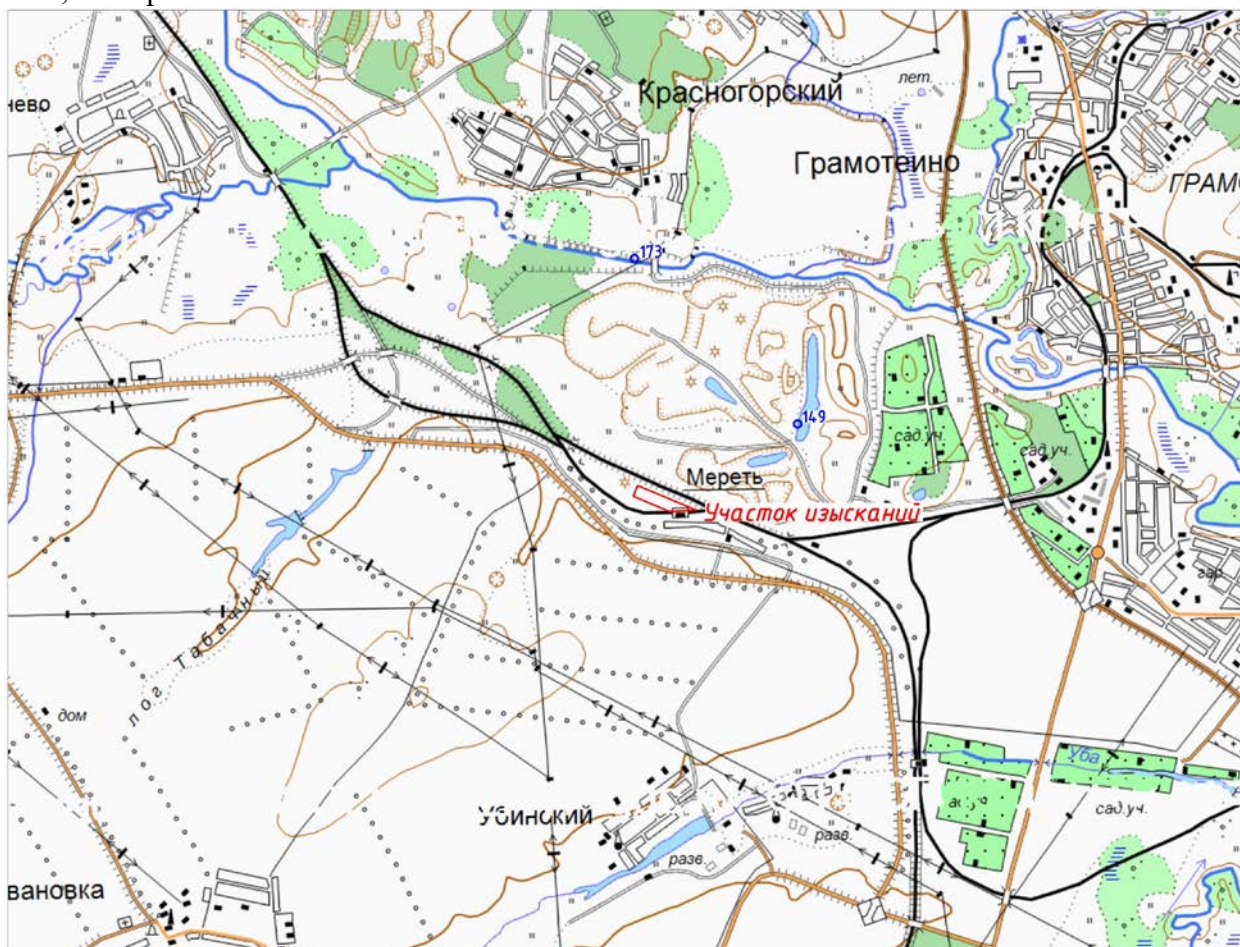 нево
Красногорский
лет.
Грамотеино
ГРАМ
173
149
сад.уч.
сад.уч.
Мереть
Участок изысканий
гар.
лог Табачный
дом
Уба
сад.уч.
Убинский
разв.
разв.
вановка